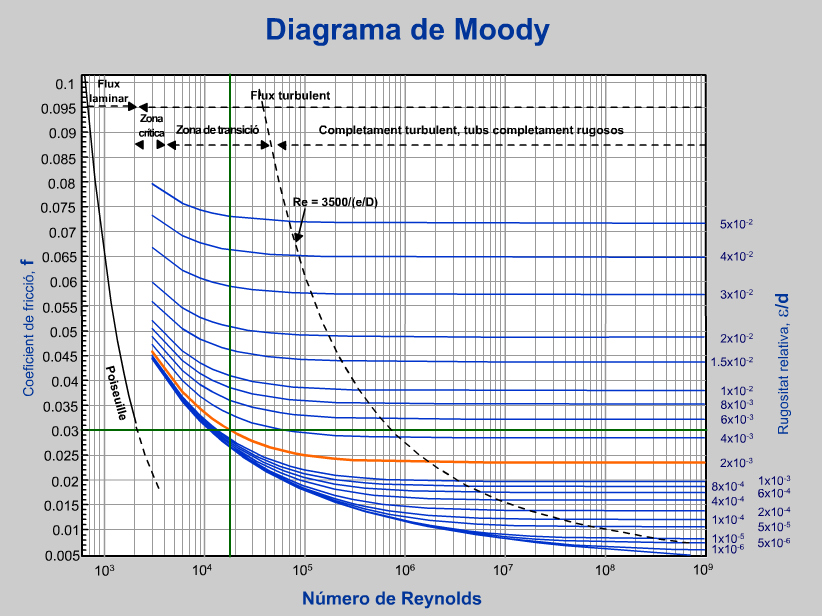 Diagrama de Moody
Flux
laminar
Flux turbulent
Zona
crítica
Zona de transició
Completament turbulent, tubs completament rugosos
Re = 3500/(e/D)
Poiseuille
Coeficient de fricció, f
0.1
0.095
0.09
0.085
0.08
0.075
0.07
0.065
0.06
0.055
0.05
0.045
0.04
0.035
0.03
0.025
0.02
0.015
0.01
0.005
5x10⁻²
4x10⁻²
3x10⁻²
2x10⁻²
1.5x10⁻²
1x10⁻²
8x10⁻³
6x10⁻³
4x10⁻³
2x10⁻³
1x10⁻³
8x10⁻⁴
6x10⁻⁴
4x10⁻⁴
2x10⁻⁴
1x10⁻⁴
5x10⁻⁵
1x10⁻⁵
5x10⁻⁶
1x10⁻⁶
Rugositat relativa, ε/d
10³ 10⁴ 10⁵ 10⁶ 10⁷ 10⁸ 10⁹
Número de Reynolds